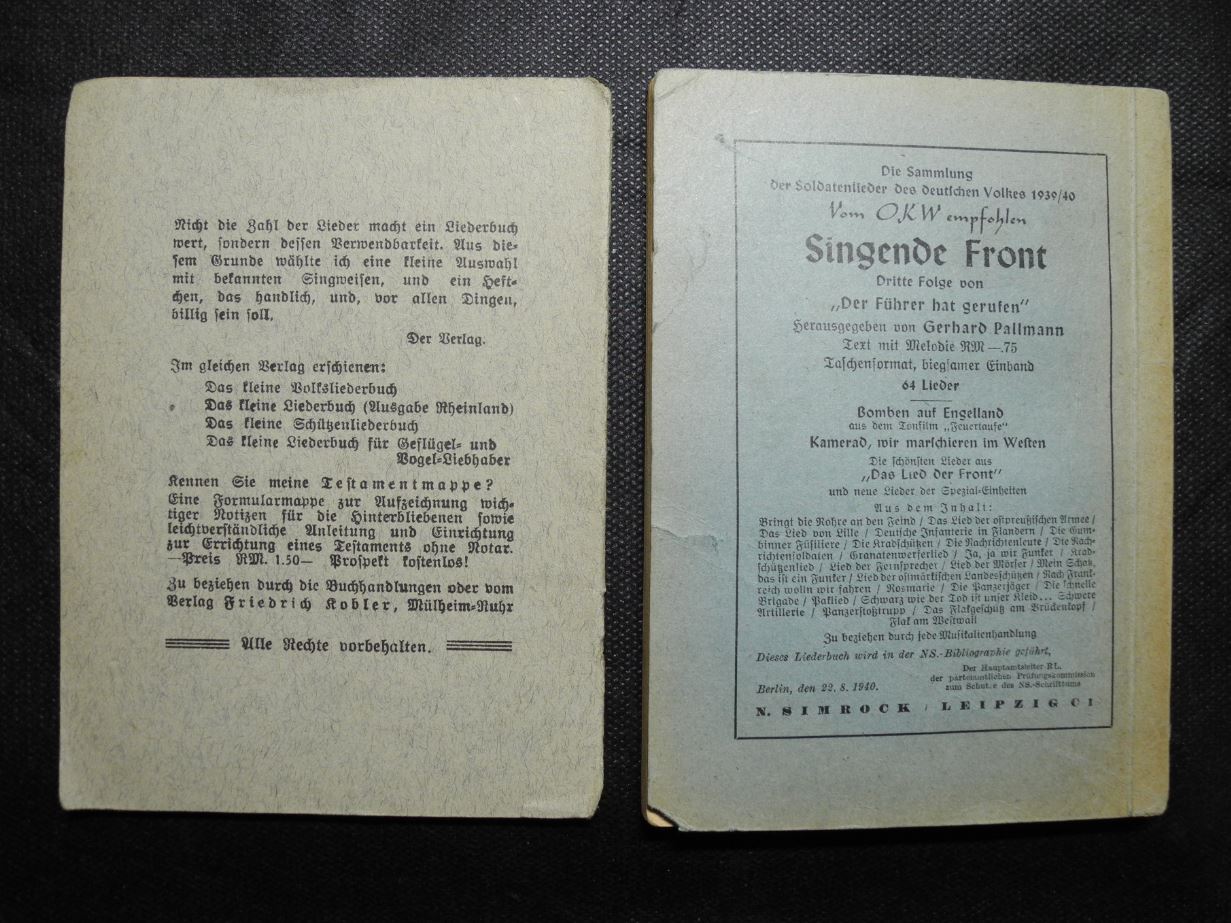 Nicht die Zahl der Lieder macht ein Liederbuch
wert, sondern dessen Verwendbarkeit. Aus die-
sem Grunde wählte ich eine kleine Auswahl
mit bekannten Singweisen, und ein Heft-
chen, das handlich, und, vor allen Dingen,
billig sein soll.
Der Verlag.
Im gleichen Verlag erschienen:
Das kleine Volksliederbuch
Das kleine Liederbuch (Ausgabe Rheinland)
Das kleine Schützenliederbuch
Das kleine Liederbuch für Geflügel- und
Vogel-Liebhaber
Kennen Sie meine Testamentmappe?
Eine Formularmappe zur Aufzeichnung wich-
tiger Notizen für die Hinterbliebenen sowie
leichtverständliche Anleitung und Einrichtung
zur Errichtung eines Testaments ohne Notar.
—Preis RM. 1.50— Prospekt kostenlos!
Zu beziehen durch die Buchhandlungen oder vom
Verlag Friedrich Kobler, Mülheim-Ruhr
Alle Rechte vorbehalten.
Die Sammlung
der Soldatenlieder des deutschen Volkes 1939/40
Vom OKW empfohlen
Singende Front
Dritte Folge von
„Der Führer hat gerufen“
Herausgegeben von Gerhard Pallmann
Text mit Melodie RM —.75
Taschenformat, biegsamer Einband
64 Lieder
Bomben auf Engelland
aus dem Tonfilm „Feuertaufe“
Kamerad, wir marschieren im Westen
Die schönsten Lieder aus
„Das Lied der Front“
und neue Lieder der Spezial-Einheiten
Aus dem Inhalt:
Bringt die Rohre an den Feind / Das Lied der ostpreußischen Armee /
Das Lied von Lille / Deutsche Infanterie in Flandern / Die Gum-
binner Füsiliere / Die Kradschützen / Die Nachrichtenleute / Die Nach-
richtensoldaten / Granatenwerferlied / Ja, ja wir Funker / Krad-
schützenlied / Lied der Fernsprecher / Lied der Mörser / Mein Schatz,
das ist ein Funker / Lied der ostmärkischen Landesschützen / Nach Frank-
reich wolln wir fahren / Rosmarie / Die Panzerjäger / Die schnelle
Brigade / Paklied / Schwarz wie der Tod ist unser Kleid... Schwere
Artillerie / Panzerstoßtrupp / Das Flakgeschütz am Brückenkopf /
Flak am Westwall
Zu beziehen durch jede Musikalienhandlung
Dieses Liederbuch wird in der NS.-Bibliographie geführt,
Der Hauptamtsleiter RL.
der parteiamtlichen Prüfungskommission
zum Schutze des NS.-Schrifttums
Berlin, den 22. 8. 1940.
N. SIMROCK / LEIPZIG C 1